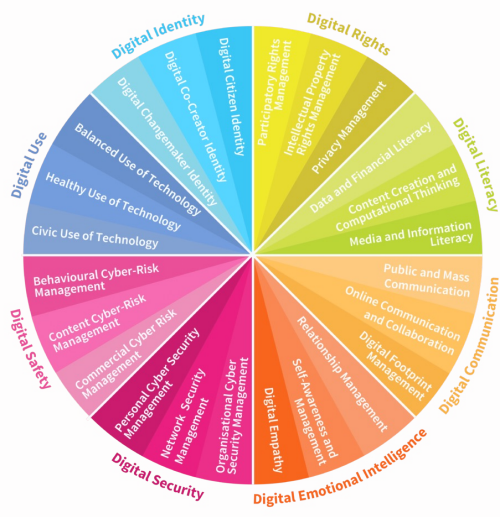 Digital Identity
Digital Citizen Identity
Digital Co-Creator Identity
Digital Changemaker Identity
Digital Rights
Participatory Rights
Management
Intellectual Property
Rights Management
Privacy Management
Digital Literacy
Data and Financial Literacy
Content Creation and
Computational Thinking
Media and Information
Literacy
Digital Communication
Public and Mass
Communication
Online Communication
and Collaboration
Digital Footprint
Management
Digital Emotional Intelligence
Relationship Management
Self-Awareness and
Management
Digital Empathy
Digital Security
Organisational Cyber
Security Management
Network Security
Management
Personal Cyber Security
Management
Digital Safety
Commercial Cyber Risk
Management
Content Cyber-Risk
Management
Behavioural Cyber-Risk
Management
Digital Use
Civic Use of Technology
Healthy Use of Technology
Balanced Use of Technology